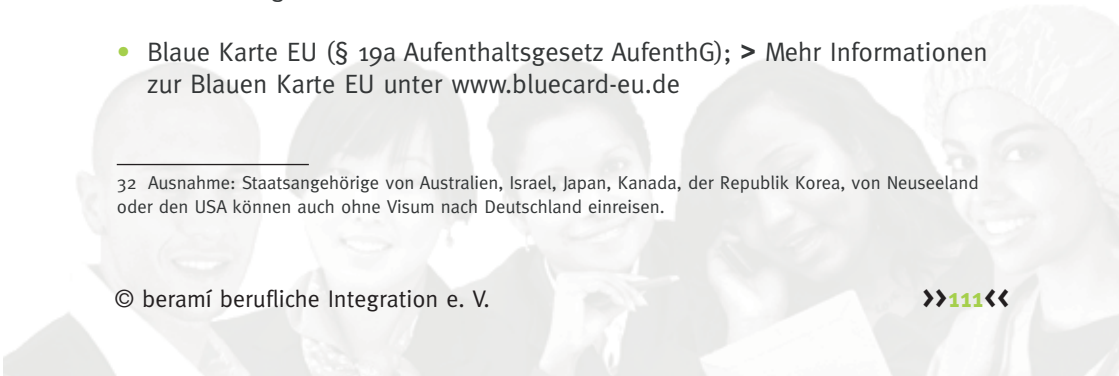 • Blaue Karte EU (§ 19a Aufenthaltsgesetz AufenthG); > Mehr Informationen
zur Blauen Karte EU unter www.bluecard-eu.de
32 Ausnahme: Staatsangehörige von Australien, Israel, Japan, Kanada, der Republik Korea, von Neuseeland
oder den USA können auch ohne Visum nach Deutschland einreisen.
© beramí berufliche Integration e. V.
>>111<<